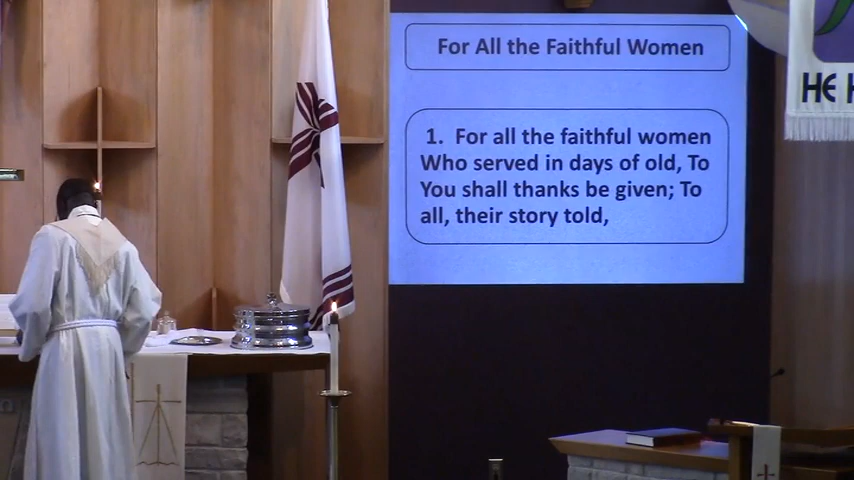 For All the Faithful Women
1. For all the faithful women
Who served in days of old, To
You shall thanks be given; To
all, their story told,
HE